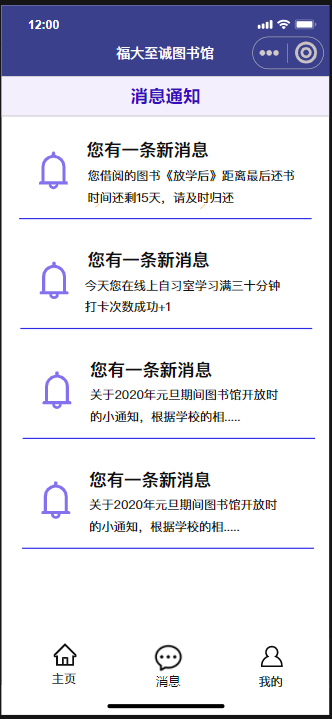 12:00
福大至诚图书馆
消息通知
您有一条新消息
您借阅的图书《放学后》距离最后还书
时间还剩15天，请及时归还
您有一条新消息
今天您在线上自习室学习满三十分钟
打卡次数成功+1
您有一条新消息
关于2020年元旦期间图书馆开放时
的小通知，根据学校的相.....
您有一条新消息
关于2020年元旦期间图书馆开放时
的小通知，根据学校的相.....
主页
消息
我的